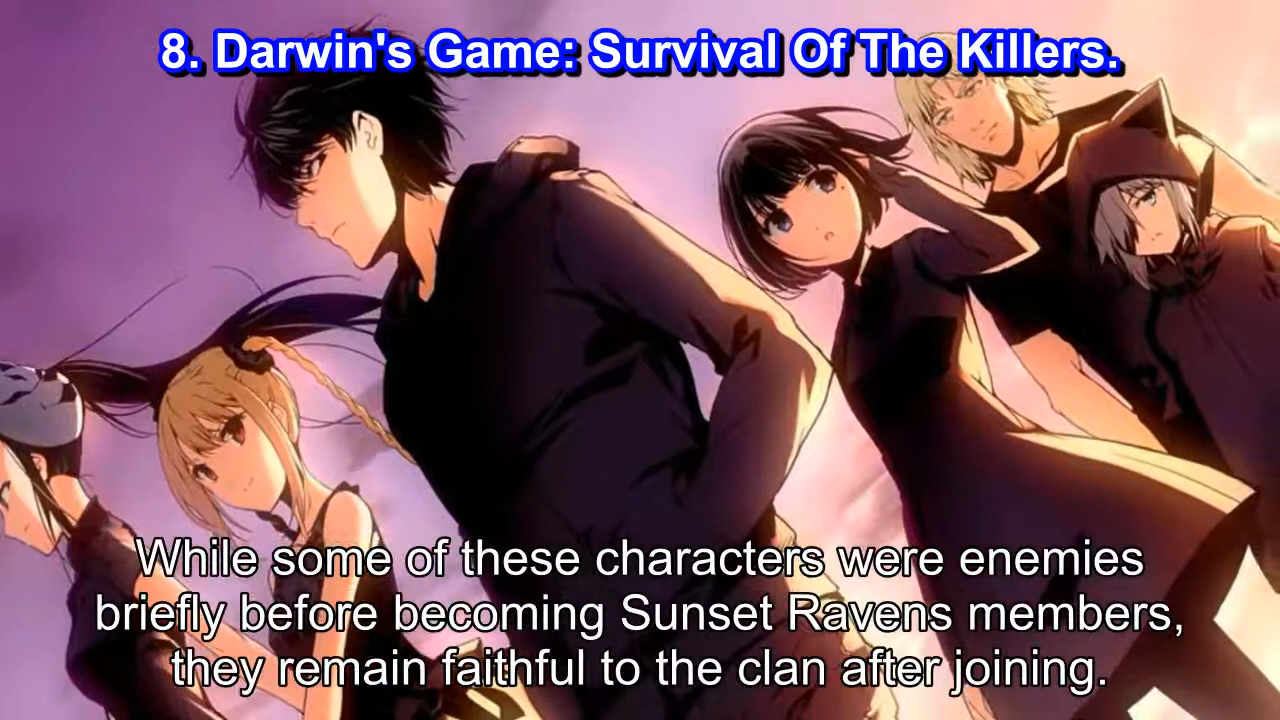 8. Darwin's Game: Survival Of The Killers.
While some of these characters were enemies
briefly before becoming Sunset Ravens members,
they remain faithful to the clan after joining.